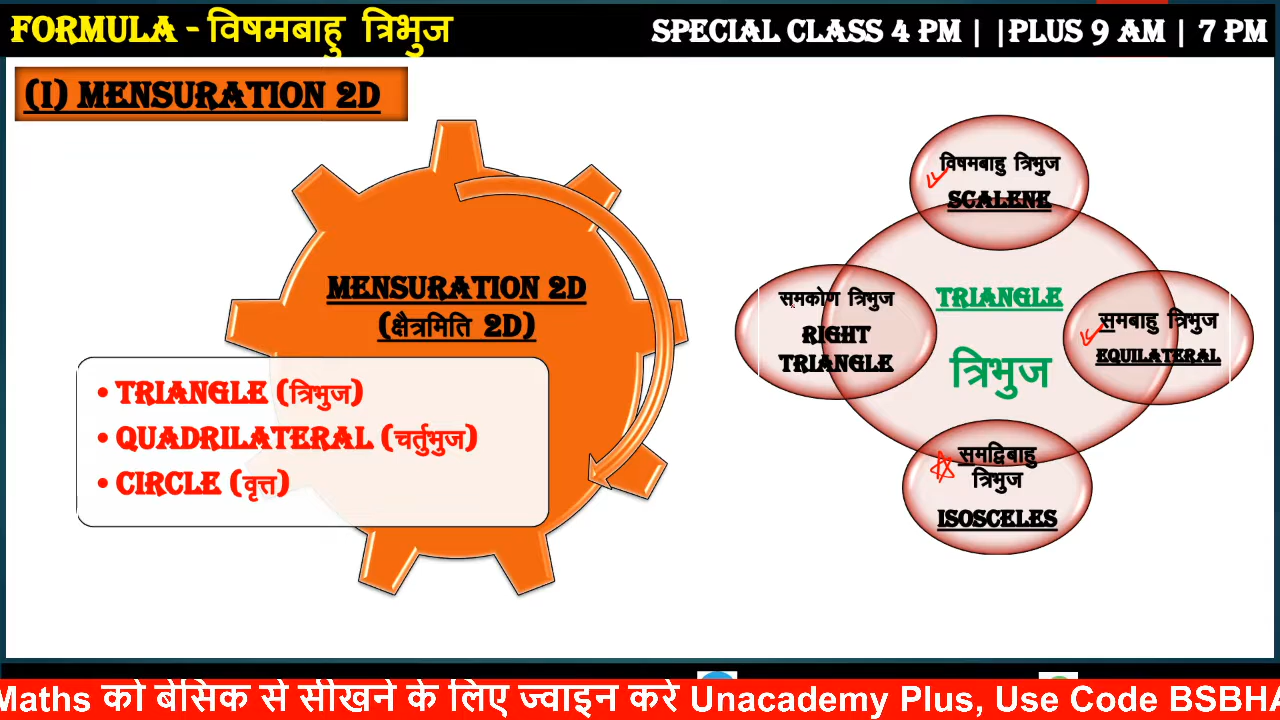 FORMULA - विषमबाहु त्रिभुज
SPECIAL CLASS 4 PM | |PLUS 9 AM | 7 PM
(I) MENSURATION 2D
MENSURATION 2D
(क्षैत्रमिति 2D)
• TRIANGLE (त्रिभुज)
• QUADRILATERAL (चर्तुभुज)
• CIRCLE (वृत्त)
विषमबाहु त्रिभुज
SCALENE
समकोण त्रिभुज
RIGHT
TRIANGLE
TRIANGLE
त्रिभुज
समबाहु त्रिभुज
EQUILATERAL
समद्विबाहु
त्रिभुज
ISOSCELES
Maths को बेसिक से सीखने के लिए ज्वाइन करे Unacademy Plus, Use Code BSBHA